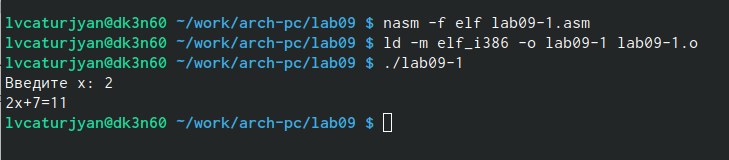 lvcaturjyan@dk3n60 ~/work/arch-pc/lab09 $ nasm -f elf lab09-1.asm
lvcaturjyan@dk3n60 ~/work/arch-pc/lab09 $ ld -m elf_i386 -o lab09-1 lab09-1.o
lvcaturjyan@dk3n60 ~/work/arch-pc/lab09 $ ./lab09-1
Введите x: 2
2x+7=11
lvcaturjyan@dk3n60 ~/work/arch-pc/lab09 $